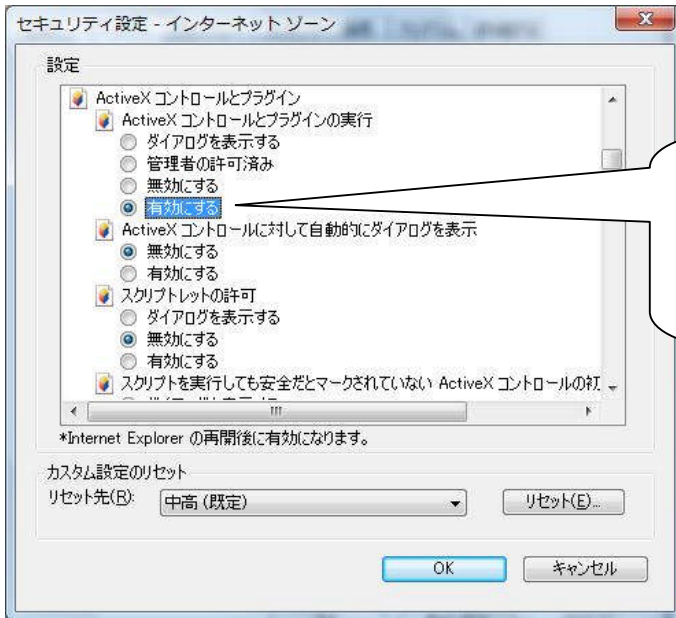 セキュリティ設定 - インターネット ゾーン
設定
ActiveX コントロールとプラグイン
ActiveX コントロールとプラグインの実行
ダイアログを表示する
管理者の許可済み
無効にする
有効にする
ActiveX コントロールに対して自動的にダイアログを表示
無効にする
有効にする
スクリプトレットの許可
ダイアログを表示する
無効にする
有効にする
スクリプトを実行しても安全だとマークされていない ActiveX コントロールの初
*Internet Explorer の再開後に有効になります。
カスタム設定のリセット
リセット先(R):
中高 (既定)
リセット(E)...
OK
キャンセル